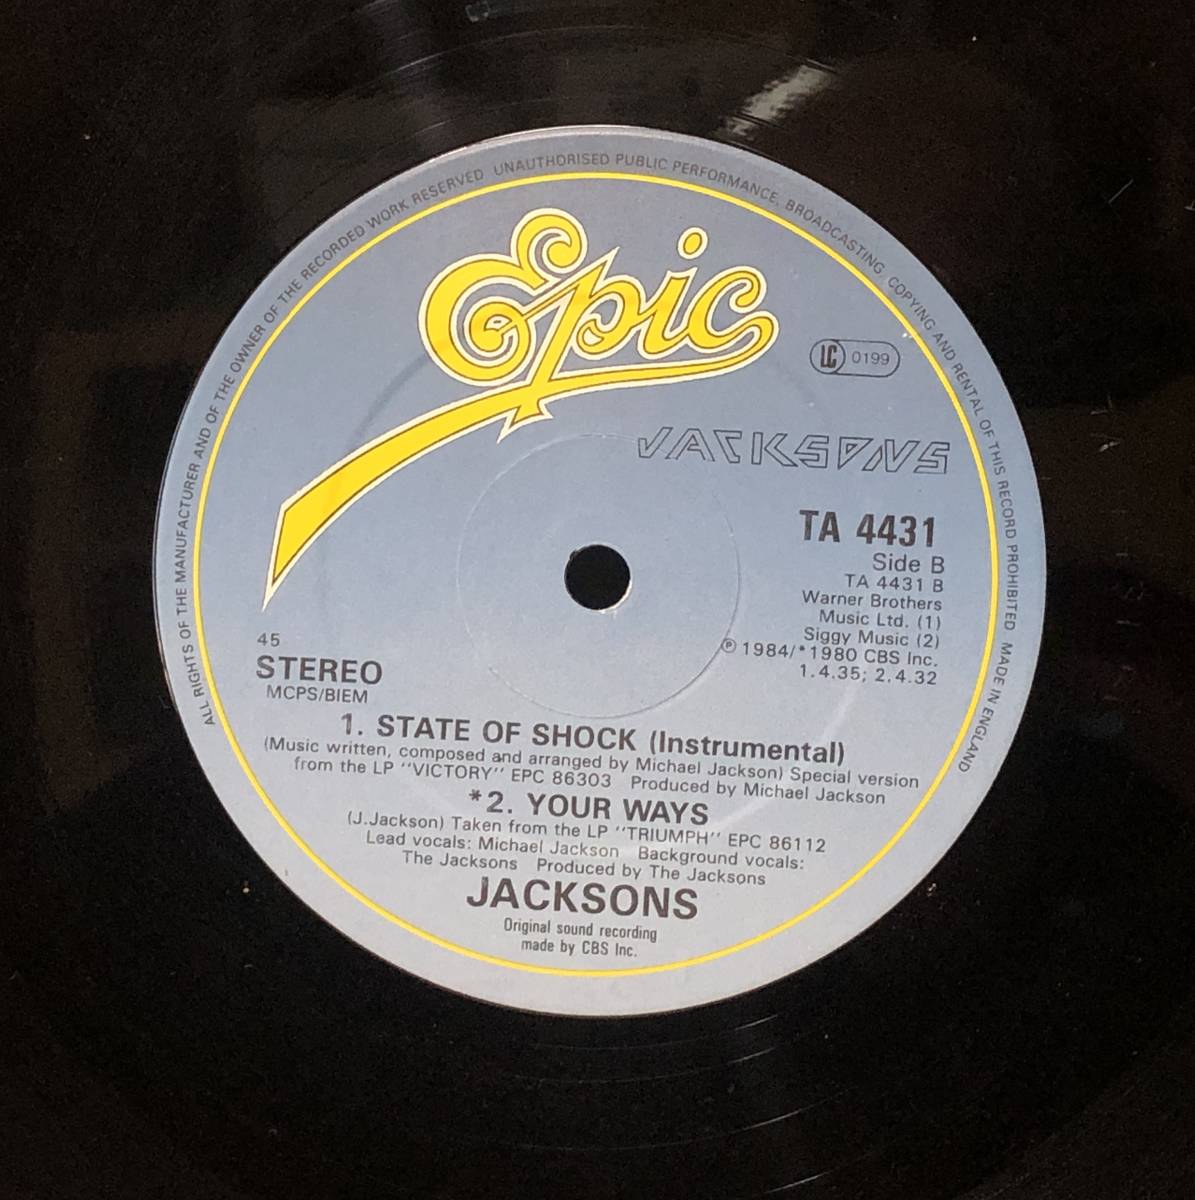 ALL RIGHTS OF THE MANUFACTURER AND OF THE OWNER OF THE RECORDED WORK RESERVED UNAUTHORISED PUBLIC PERFORMANCE, BROADCASTING, COPYING AND RENTAL OF THIS RECORD PROHIBITED MADE IN ENGLAND
Epic
LC 0199
JACKSONS
TA 4431
Side B
TA 4431 B
Warner Brothers
Music Ltd. (1)
Siggy Music (2)
℗ 1984/*1980 CBS Inc.
1.4.35; 2.4.32
45
STEREO
MCPS/BIEM
1. STATE OF SHOCK (Instrumental)
(Music written, composed and arranged by Michael Jackson) Special version
from the LP "VICTORY" EPC 86303 Produced by Michael Jackson
*2. YOUR WAYS
(J.Jackson) Taken from the LP "TRIUMPH" EPC 86112
Lead vocals: Michael Jackson Background vocals:
The Jacksons Produced by The Jacksons
JACKSONS
Original sound recording
made by CBS Inc.